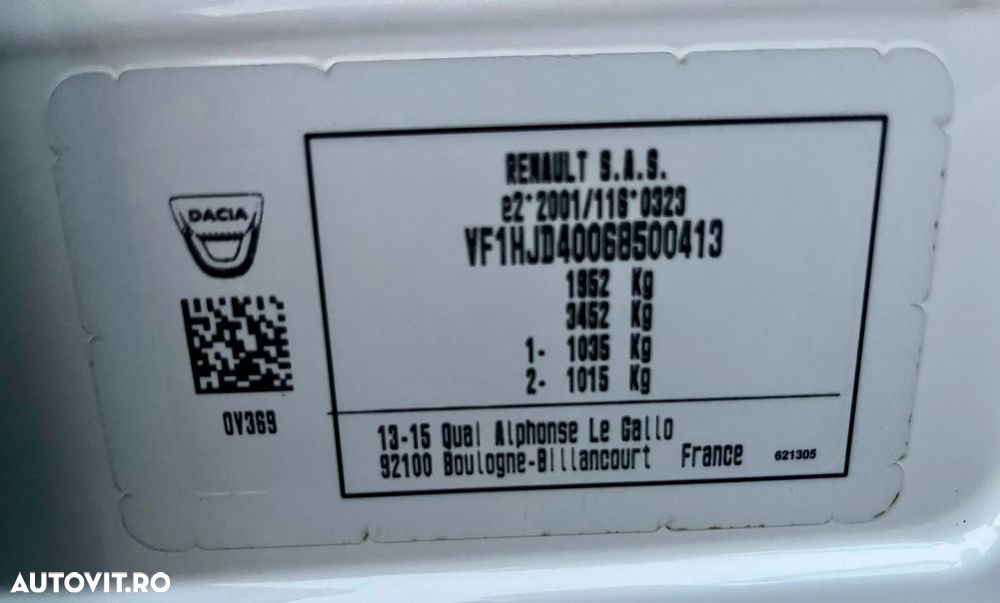 RENAULT S.A.S.
e2*2001/116*0323
DACIA
VF1HJD40068500413
1952 Kg
3452 Kg
1- 1035 Kg
2- 1015 Kg
0V369
13-15 Quai Alphonse Le Gallo
92100 Boulogne-Billancourt France 621305
AUTOVIT.RO